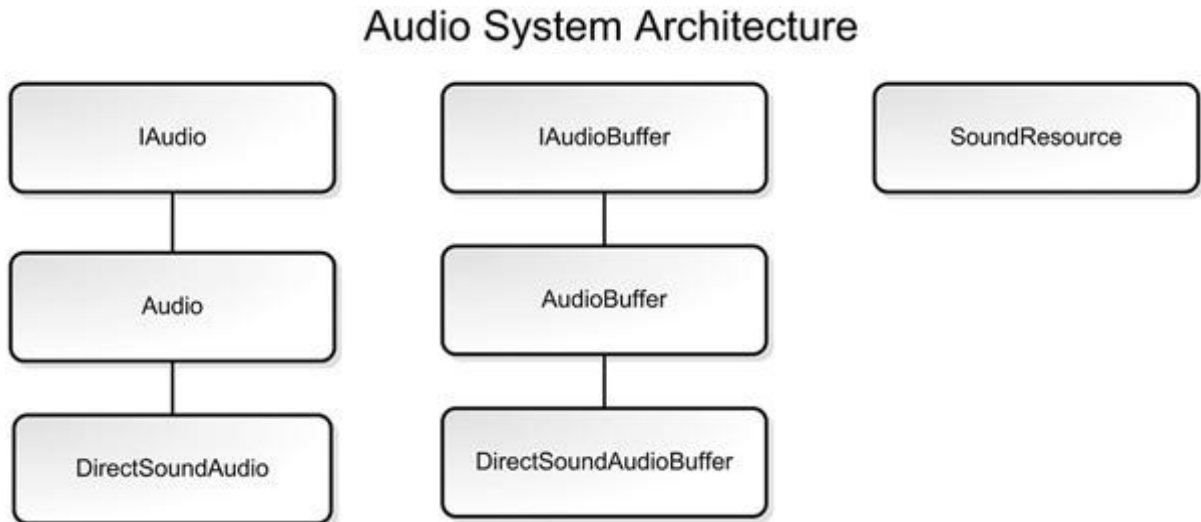 Audio System Architecture
IAudio
IAudioBuffer
SoundResource
Audio
AudioBuffer
DirectSoundAudio
DirectSoundAudioBuffer